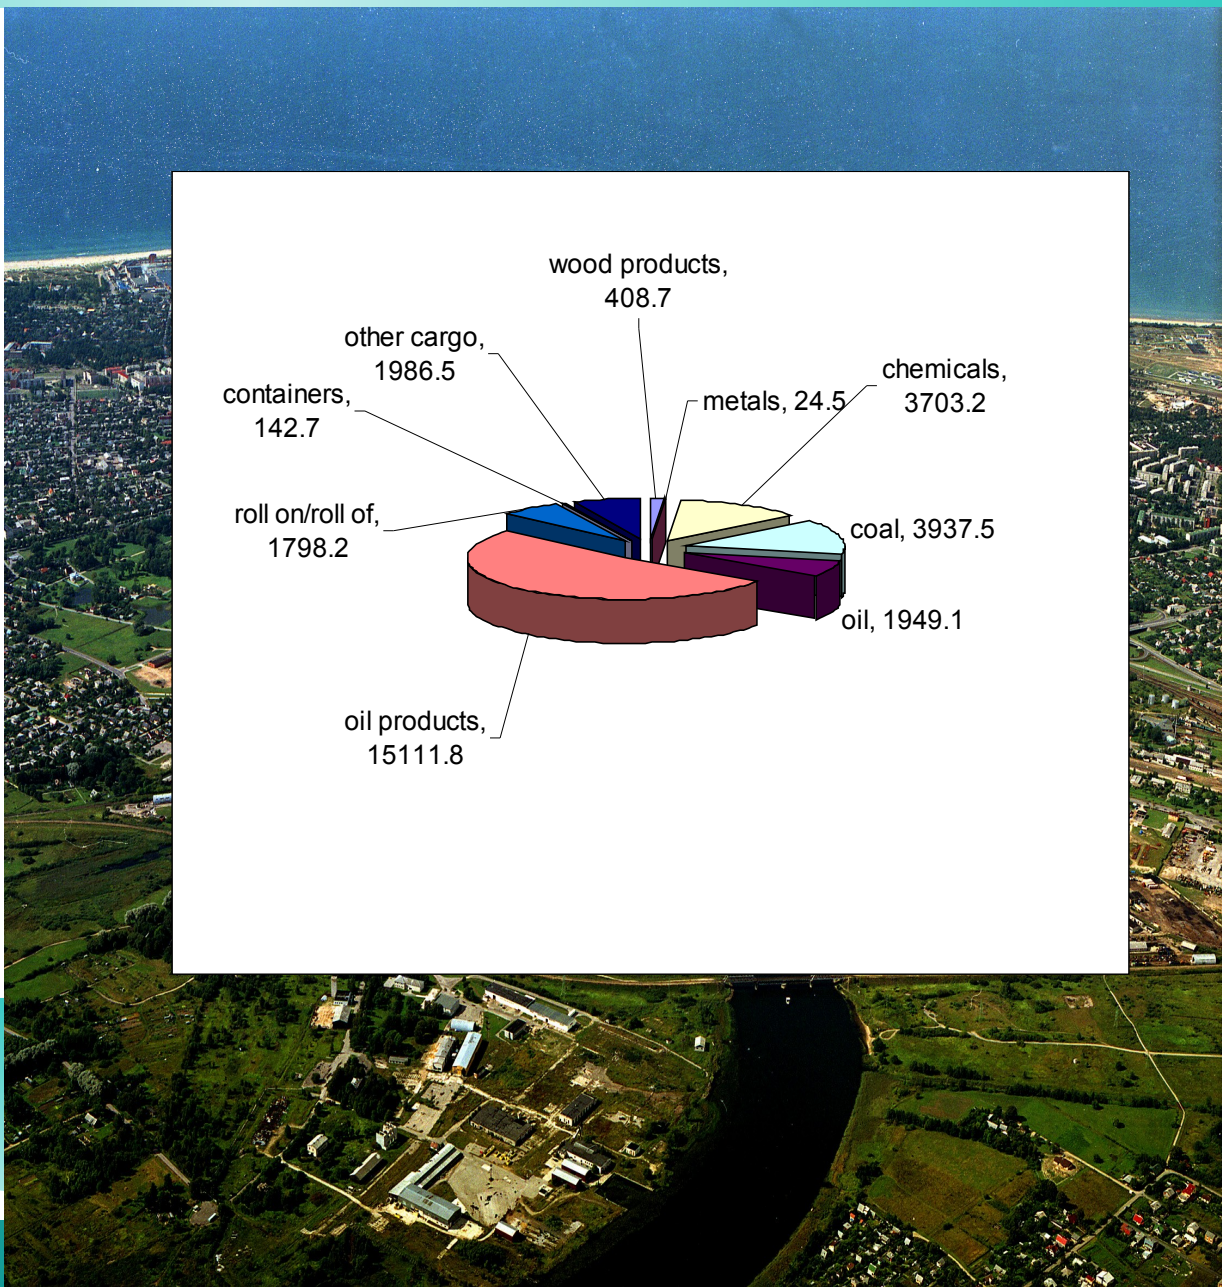 wood products,
408.7
other cargo,
1986.5
chemicals,
3703.2
containers,
142.7
metals, 24.5
roll on/roll of,
1798.2
coal, 3937.5
oil, 1949.1
oil products,
15111.8